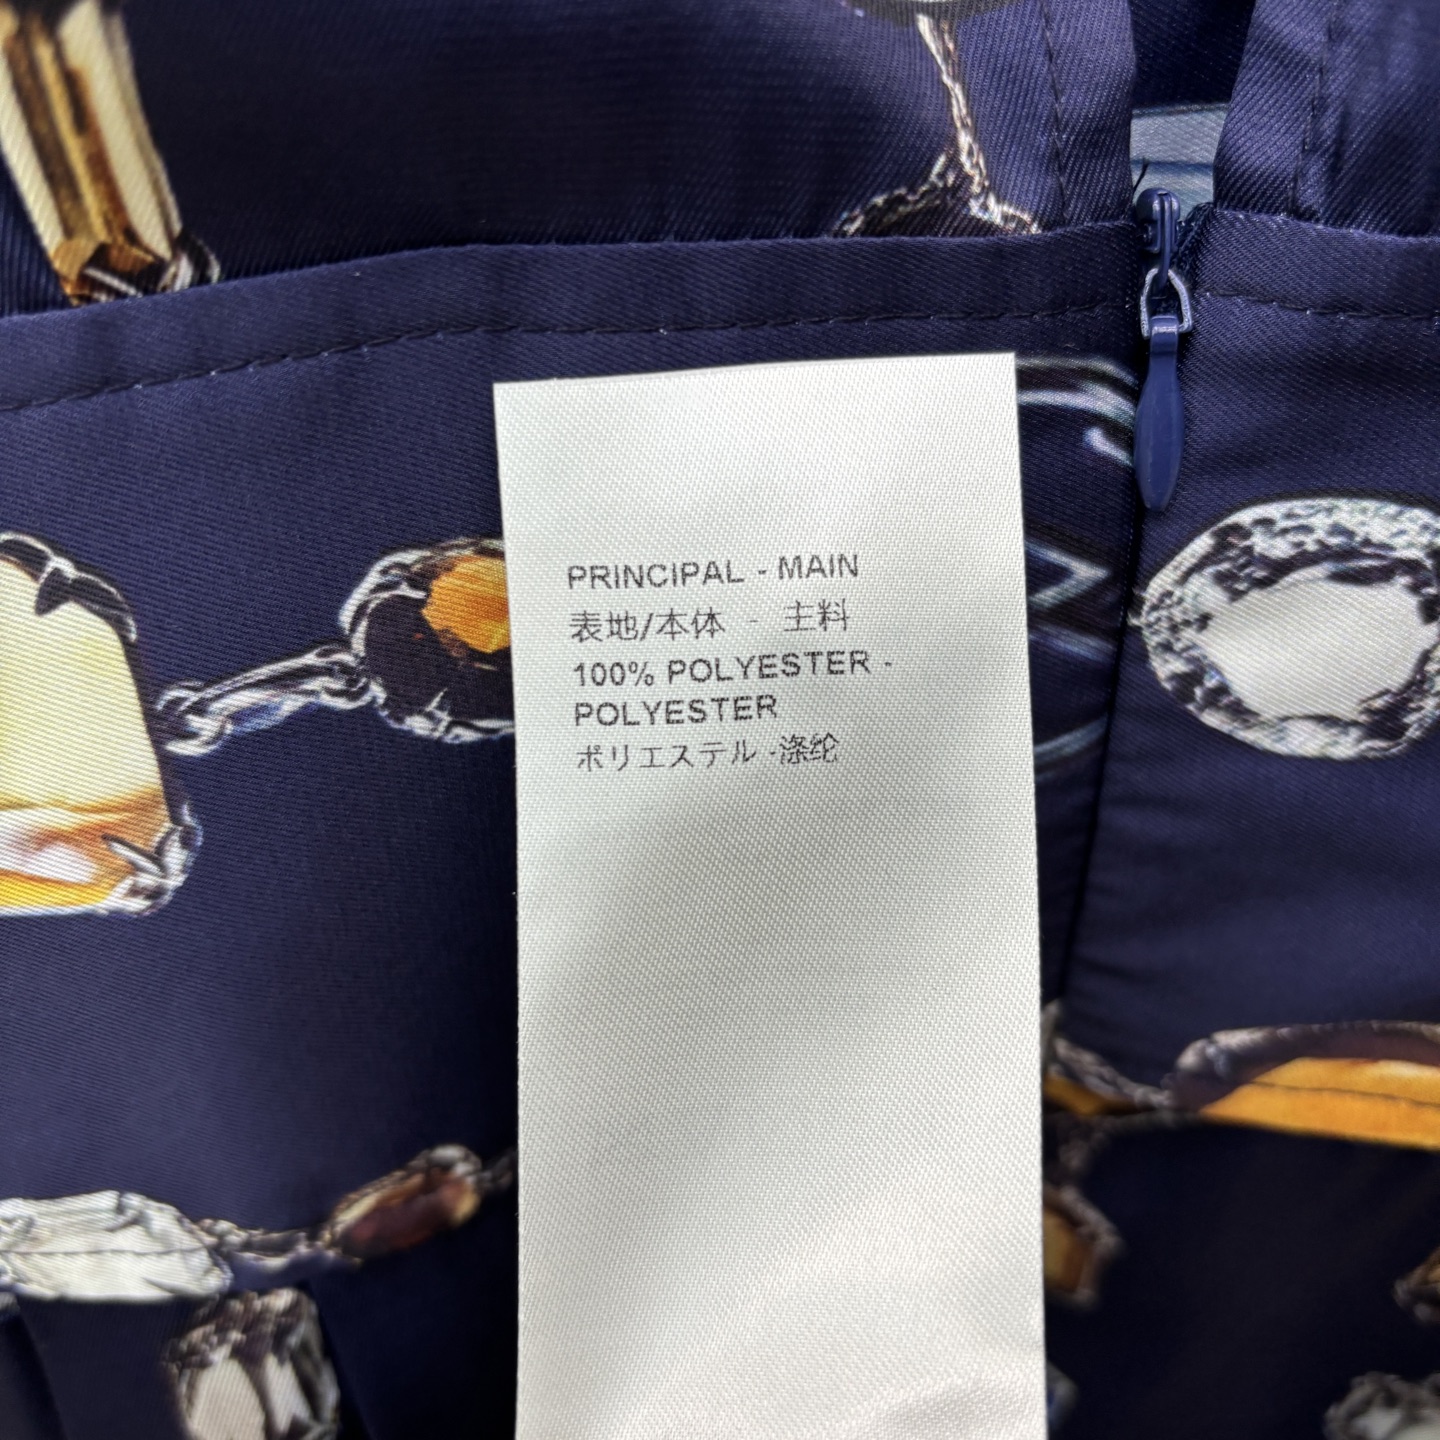 PRINCIPAL - MAIN
表地/本体 - 主料
100% POLYESTER -
POLYESTER
ポリエステル -涤纶